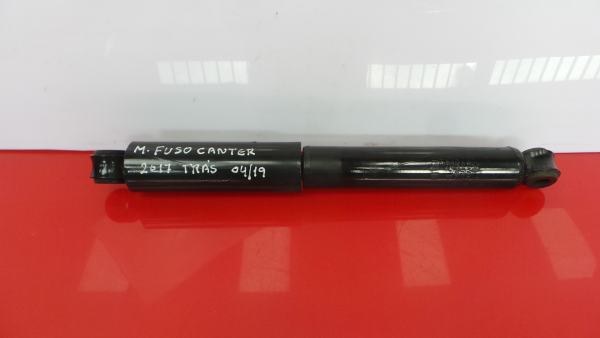 M. FUSO CANTER
2017 TRÁS 04/19